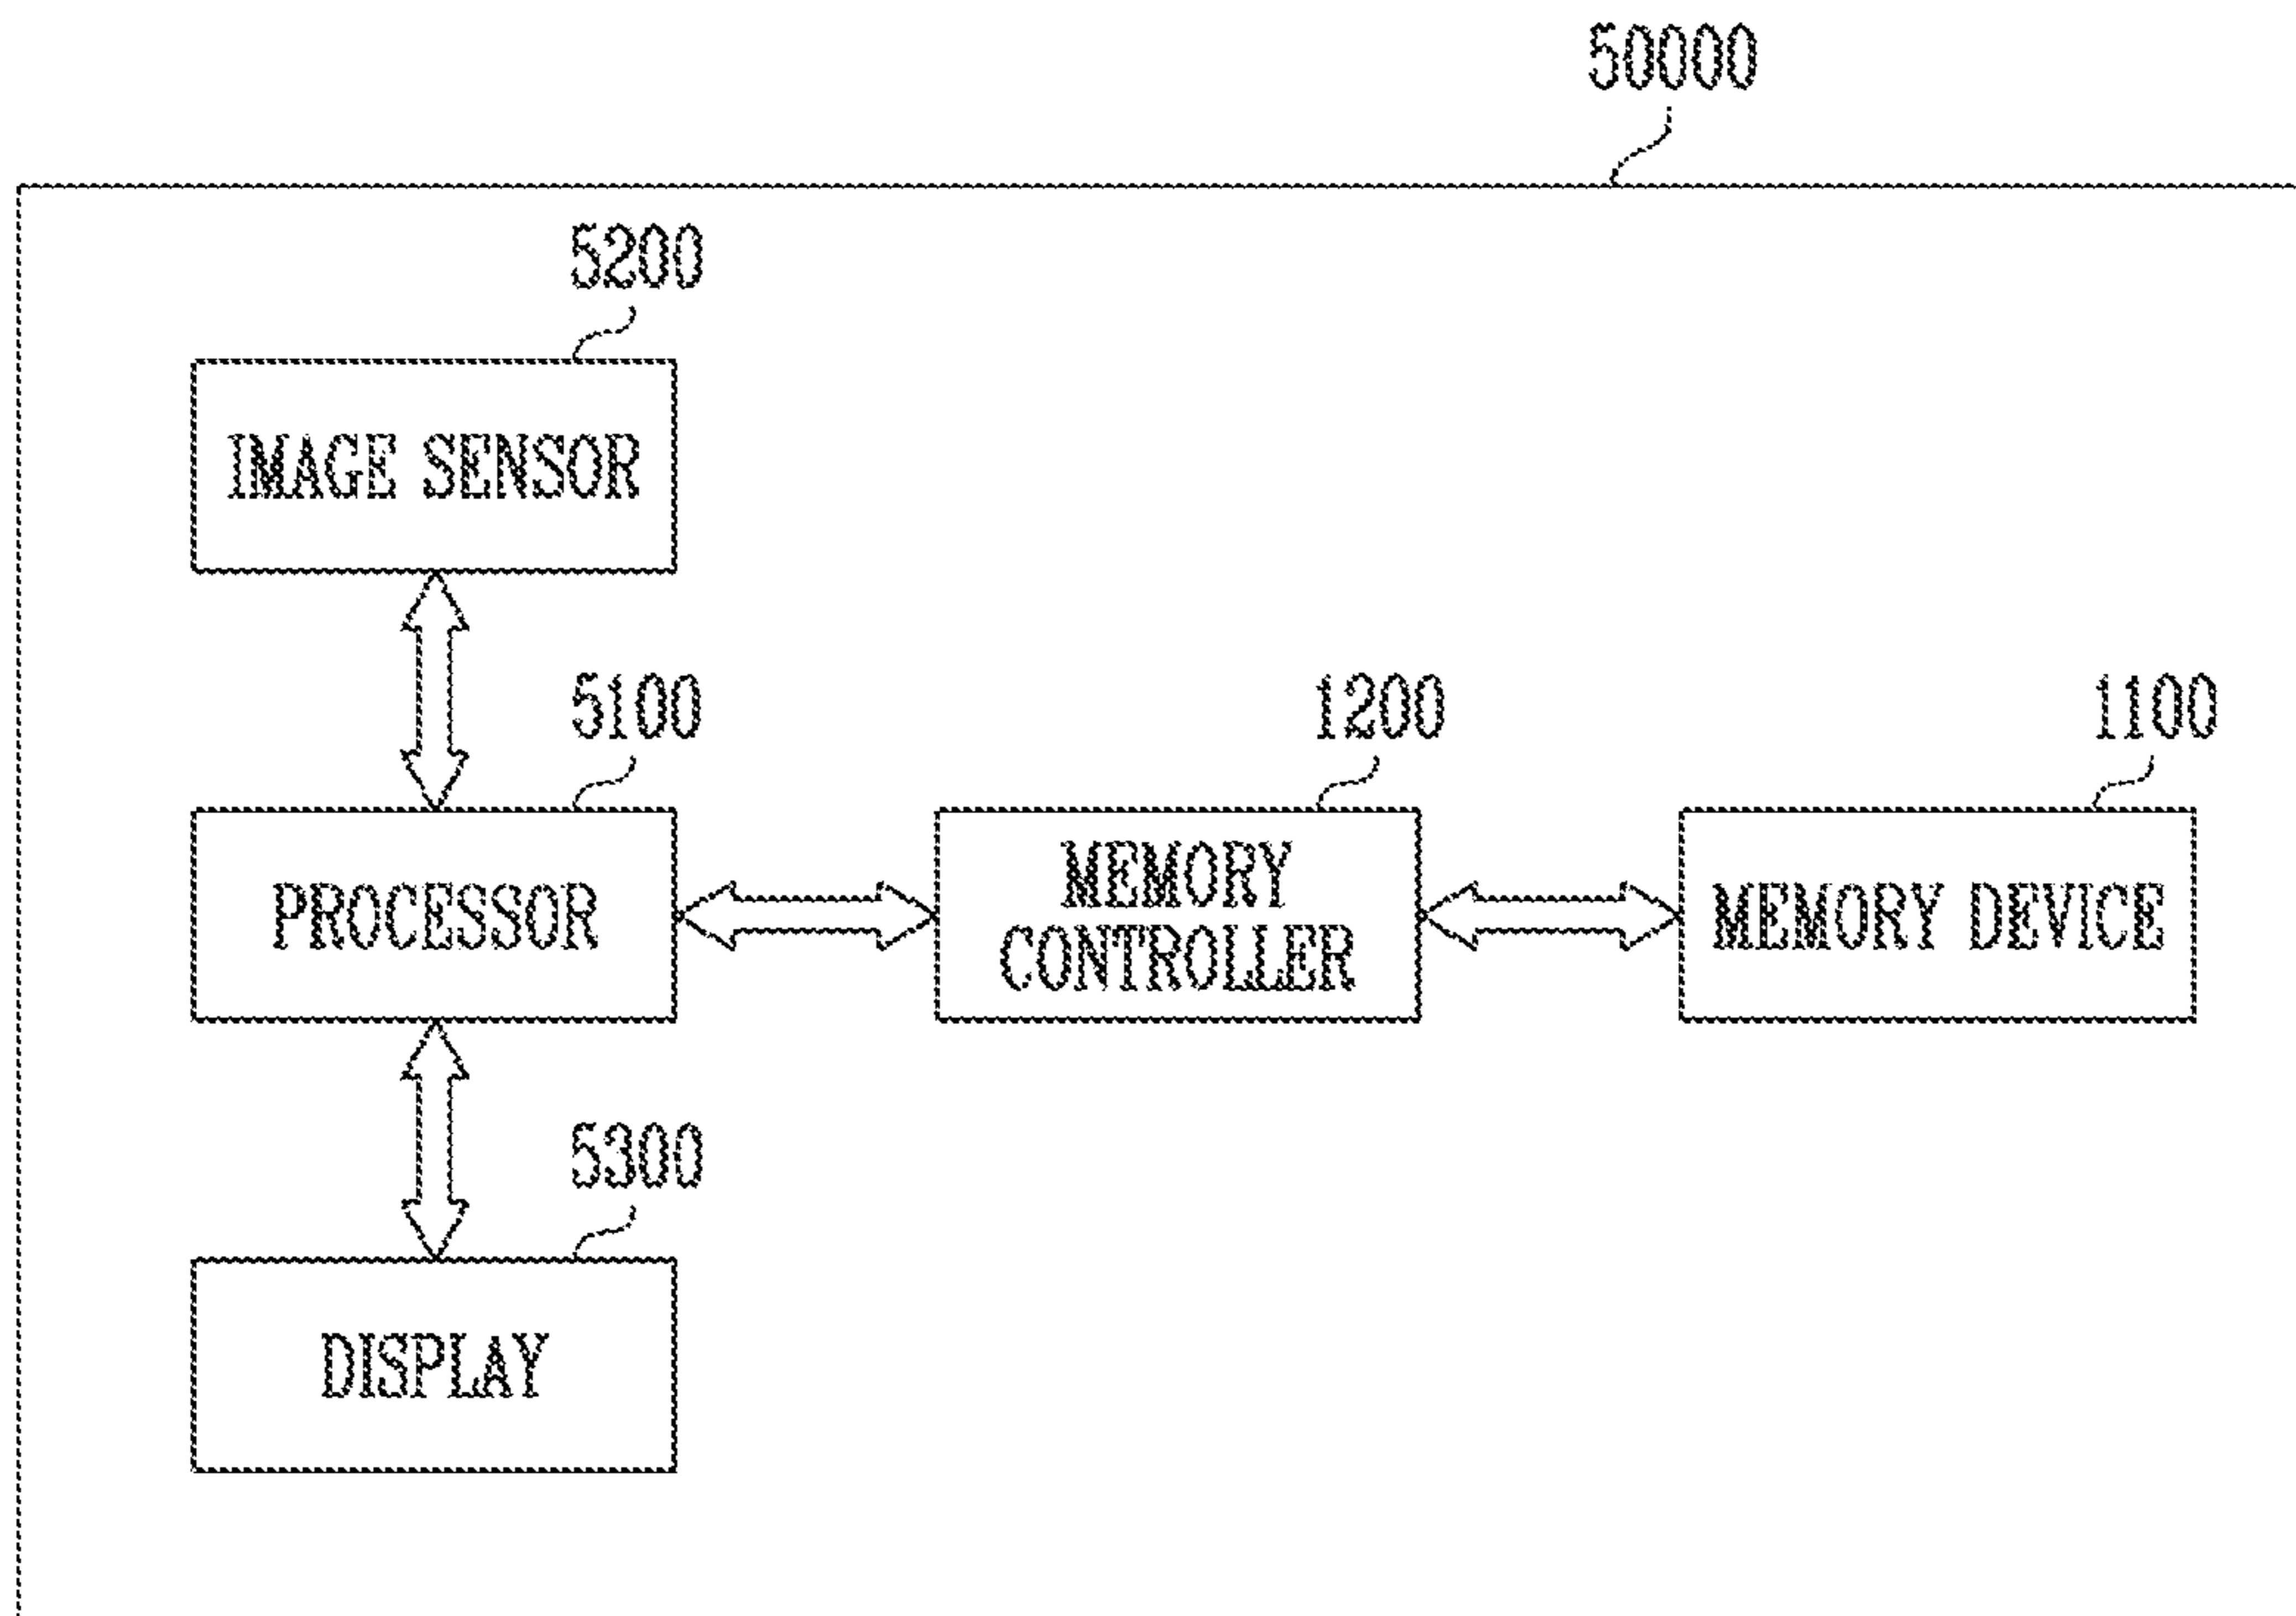 50000
5200
IMAGE SENSOR
5100
1200
1100
PROCESSOR
MEMORY
CONTROLLER
MEMORY DEVICE
5300
DISPLAY